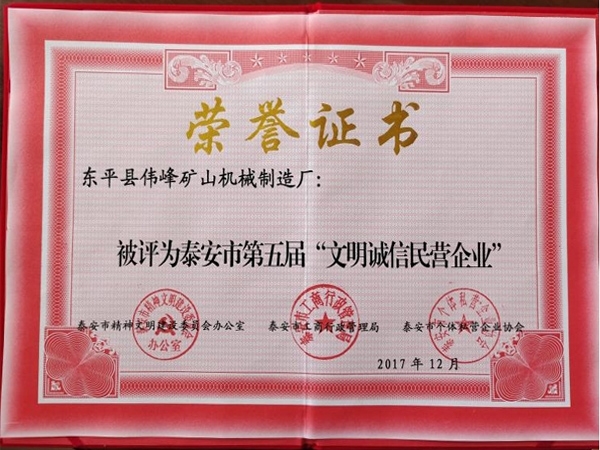 荣誉证书
东平县伟峰矿山机械制造厂：
被评为泰安市第五届“文明诚信民营企业”
泰安市精神文明建设委员会办公室 泰安市工商行政管理局 泰安市个体私营企业协会
办公室
2017年12月